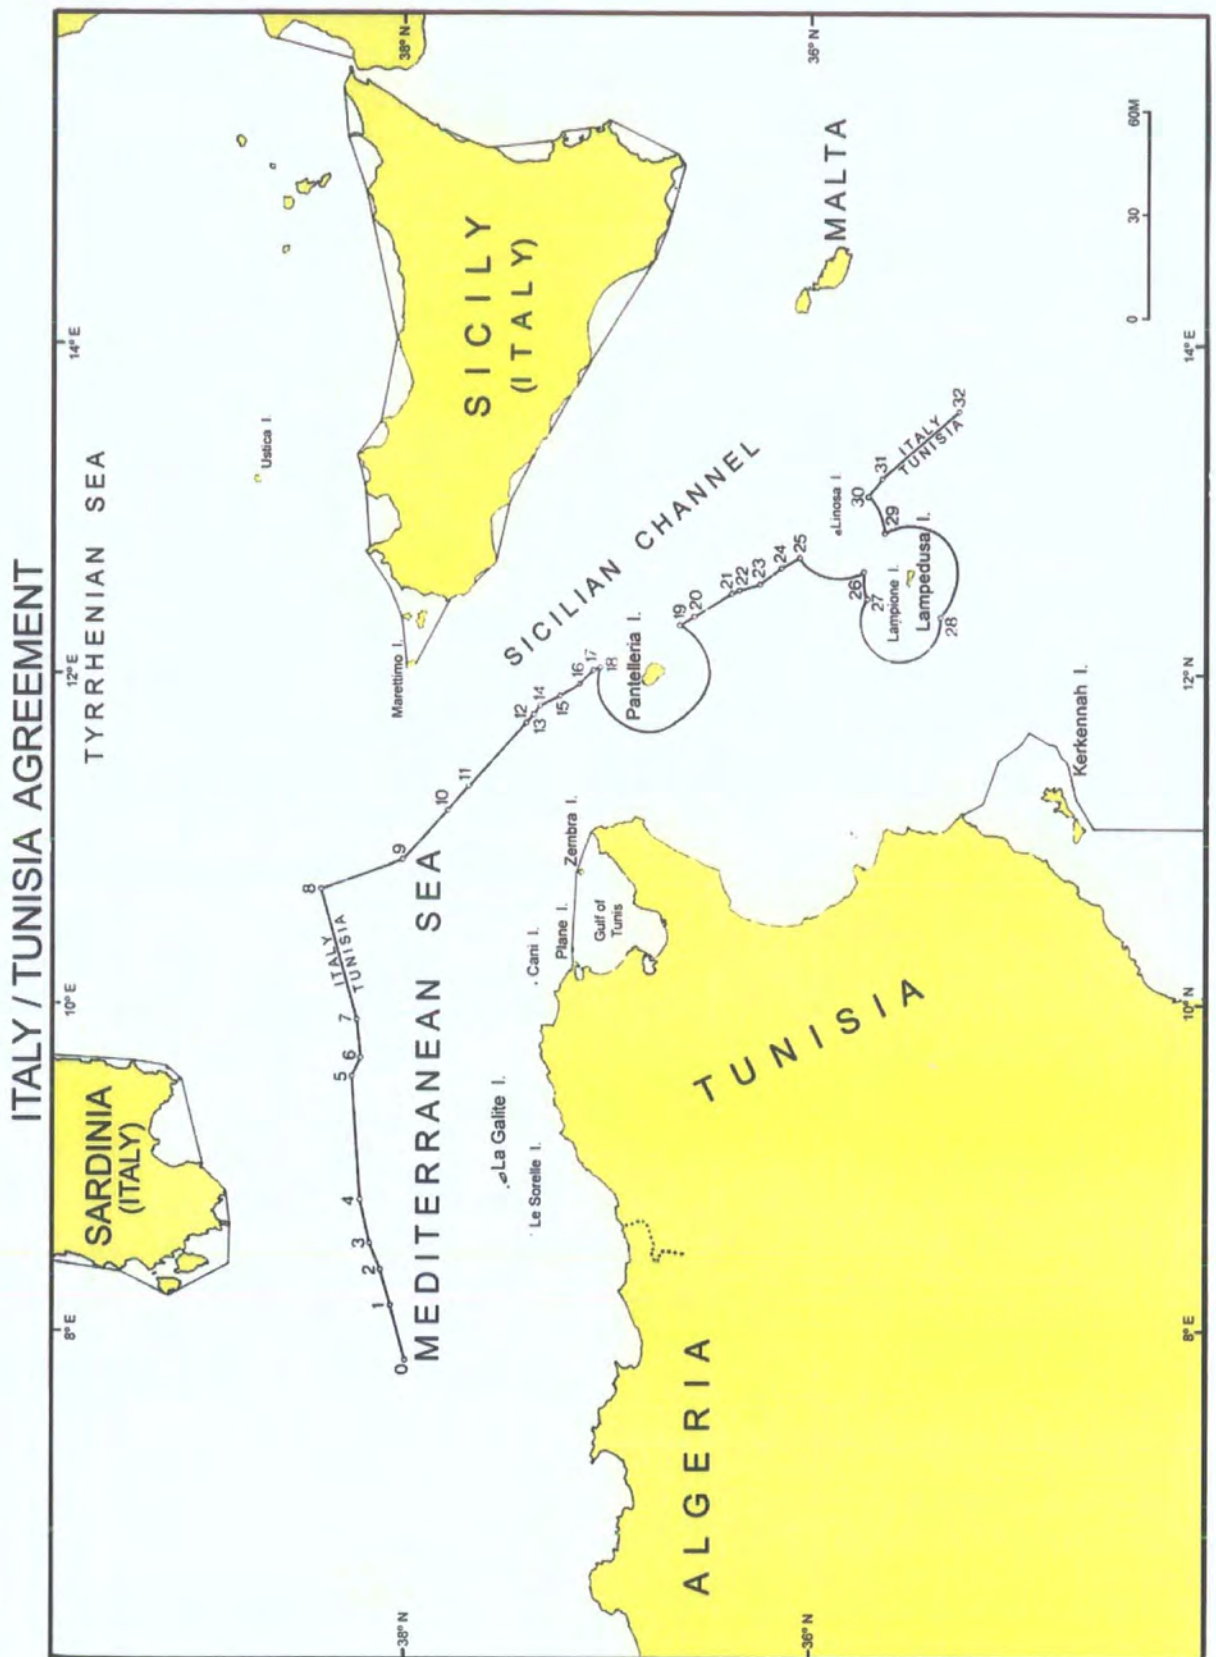 ITALY / TUNISIA AGREEMENT
8° E
10° E
12° E
14° E
TYRRHENIAN SEA
SARDINIA
(ITALY)
Ustica I.
Marettimo I.
38° N
38° N
SICILY
(ITALY)
0
1
2
3
4
5
6
7
8
9
10
11
12
13
14
15
16
17
18
19
20
21
22
23
24
25
26
27
28
29
30
31
32
ITALY
TUNISIA
MEDITERRANEAN SEA
SICILIAN CHANNEL
La Galite I.
Le Sorelle I.
Cani I.
Plane I.
Zembra I.
Gulf of
Tunis
Pantelleria I.
Linosa I.
Lampione I.
Lampedusa I.
ITALY
TUNISIA
MALTA
36° N
36° N
ALGERIA
TUNISIA
Kerkennah I.
0 30 60M
8° E
10° N
12° N
14° E